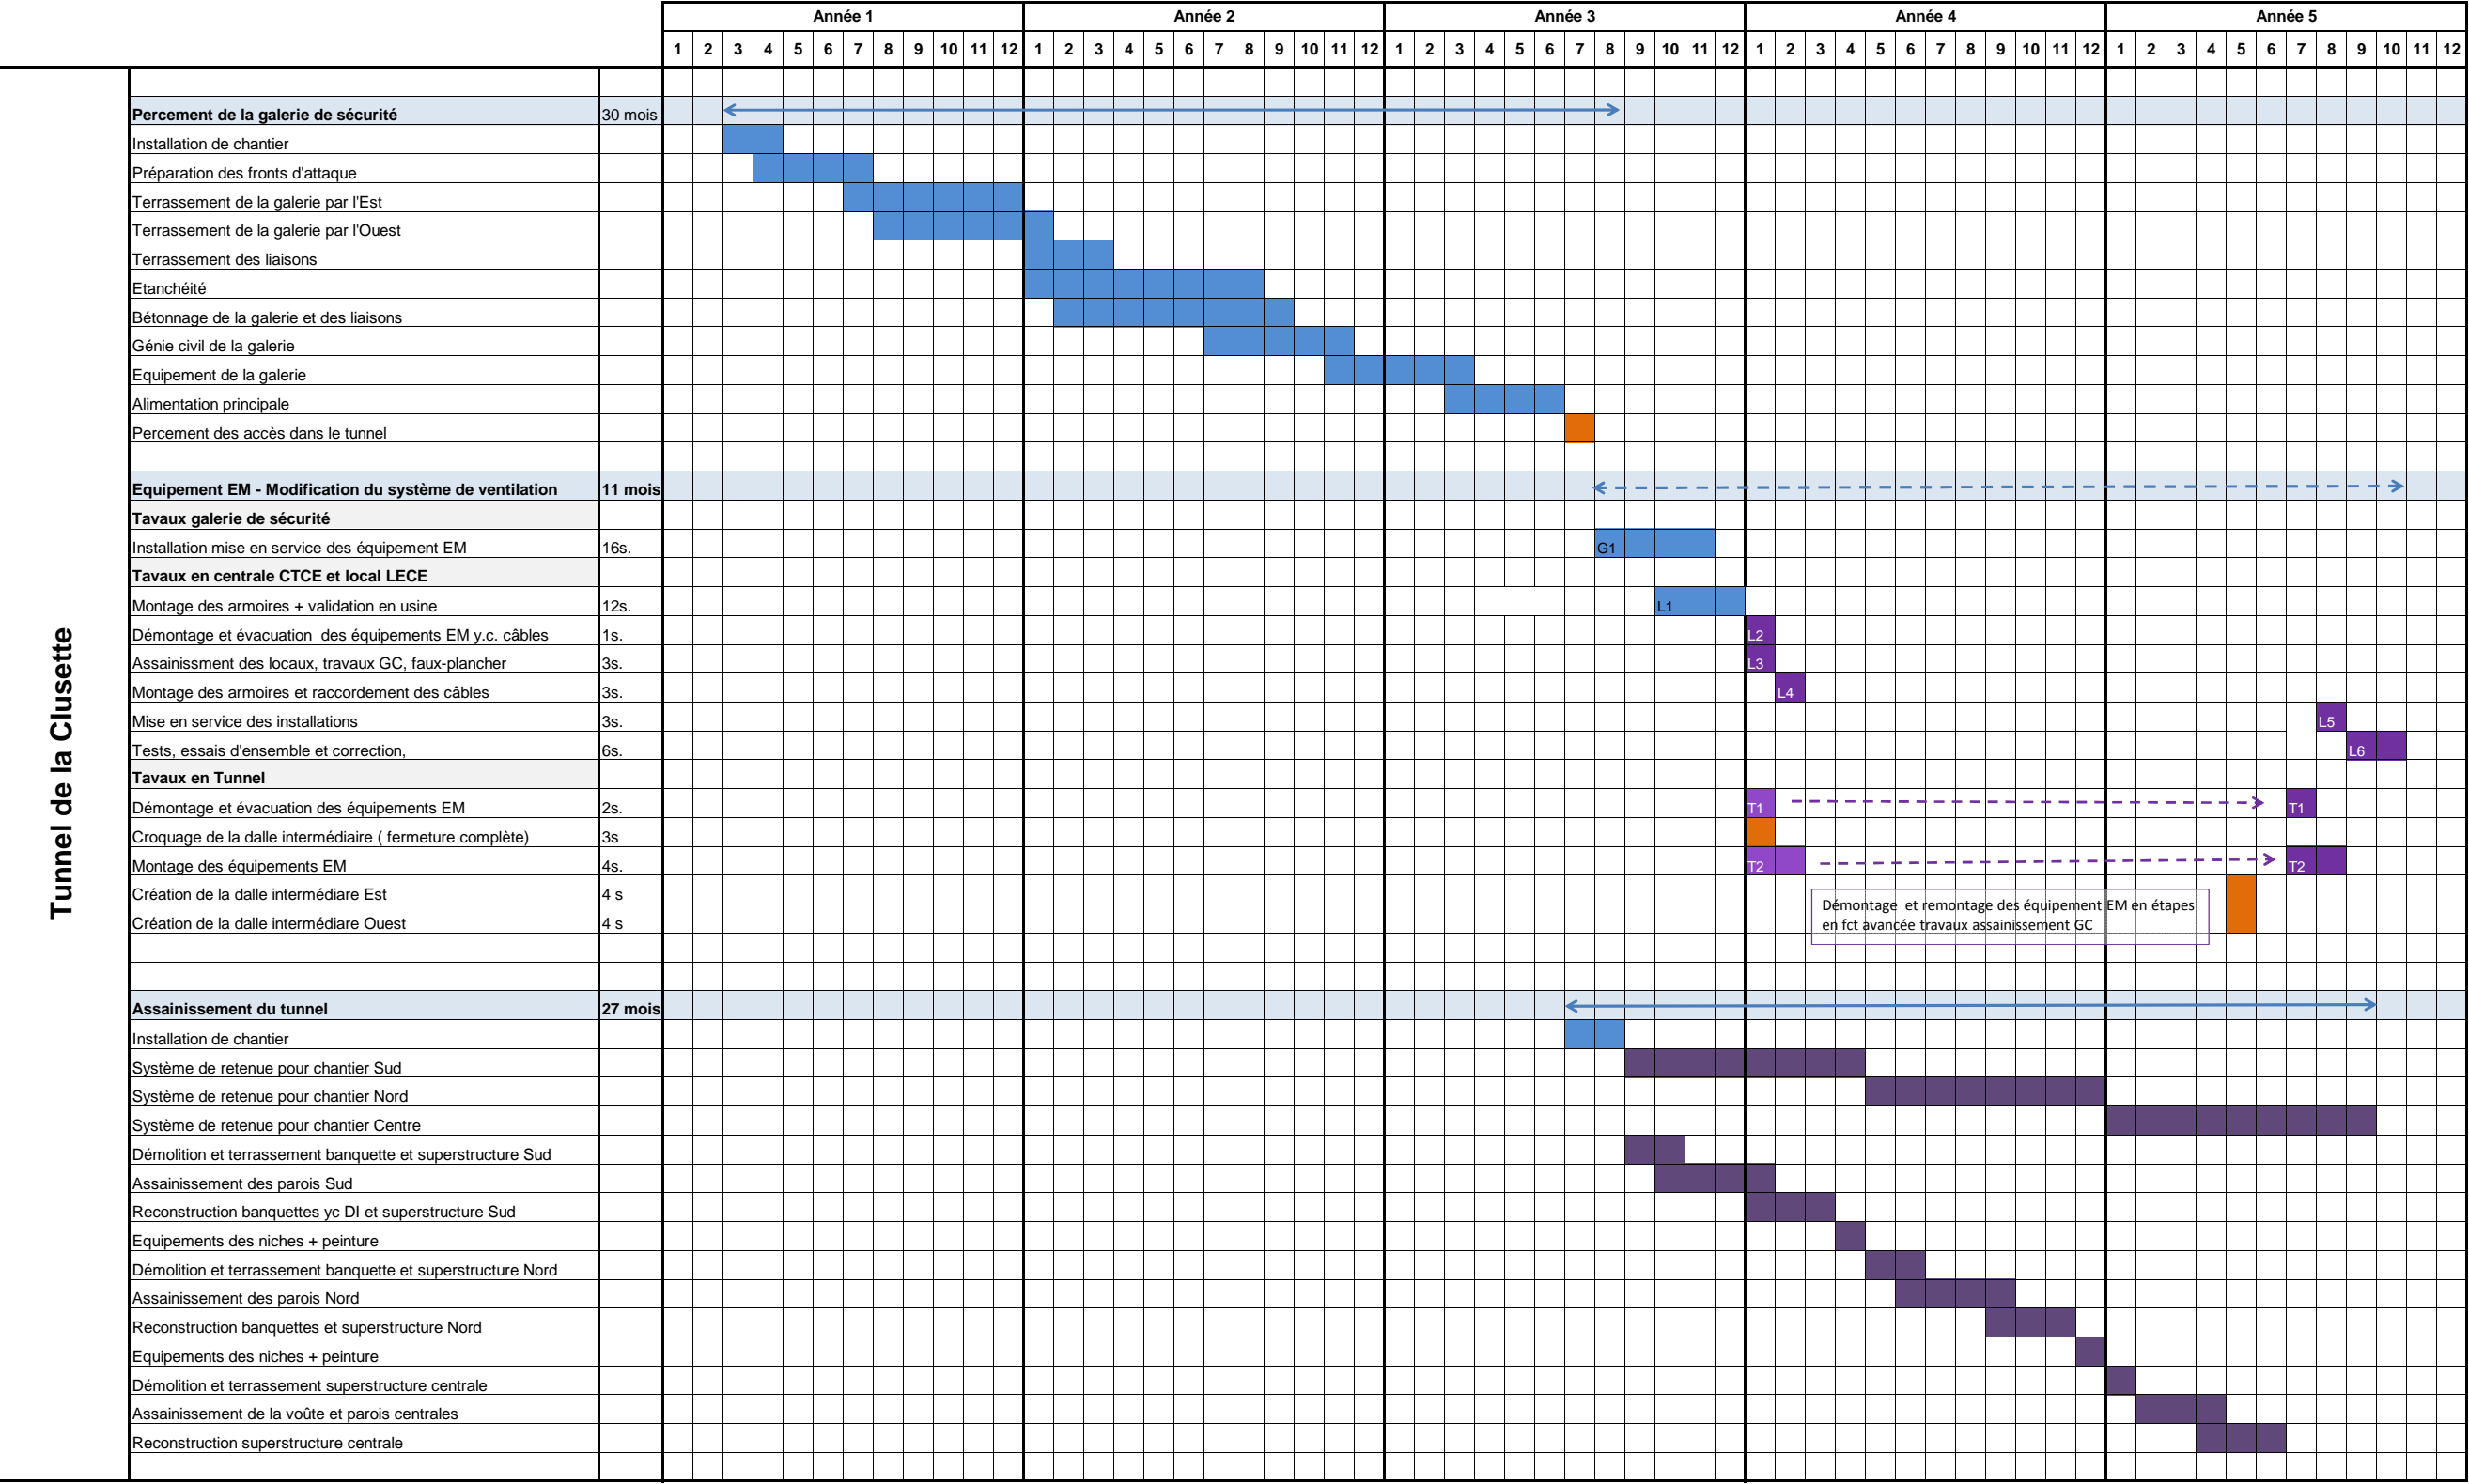 Année 1 Année 2 Année 3 Année 4 Année 5
1 2 3 4 5 6 7 8 9 10 11 12 1 2 3 4 5 6 7 8 9 10 11 12 1 2 3 4 5 6 7 8 9 10 11 12 1 2 3 4 5 6 7 8 9 10 11 12 1 2 3 4 5 6 7 8 9 10 11 12
Tunnel de la Clusette
Percement de la galerie de sécurité 30 mois
Installation de chantier
Préparation des fronts d'attaque
Terrassement de la galerie par l'Est
Terrassement de la galerie par l'Ouest
Terrassement des liaisons
Etanchéité
Bétonnage de la galerie et des liaisons
Génie civil de la galerie
Equipement de la galerie
Alimentation principale
Percement des accès dans le tunnel
Equipement EM - Modification du système de ventilation 11 mois
Tavaux galerie de sécurité
Installation mise en service des équipement EM 16s. G1
Tavaux en centrale CTCE et local LECE
Montage des armoires + validation en usine 12s. L1
Démontage et évacuation des équipements EM y.c. câbles 1s. L2
Assainissment des locaux, travaux GC, faux-plancher 3s. L3
Montage des armoires et raccordement des câbles 3s. L4
Mise en service des installations 3s. L5
Tests, essais d'ensemble et correction, 6s. L6
Tavaux en Tunnel
Démontage et évacuation des équipements EM 2s. T1 T1
Croquage de la dalle intermédiaire ( fermeture complète) 3s
Montage des équipements EM 4s. T2 T2
Création de la dalle intermédiare Est 4 s
Création de la dalle intermédiare Ouest 4 s
Démontage et remontage des équipement EM en étapes
en fct avancée travaux assainissement GC
Assainissement du tunnel 27 mois
Installation de chantier
Système de retenue pour chantier Sud
Système de retenue pour chantier Nord
Système de retenue pour chantier Centre
Démolition et terrassement banquette et superstructure Sud
Assainissement des parois Sud
Reconstruction banquettes yc DI et superstructure Sud
Equipements des niches + peinture
Démolition et terrassement banquette et superstructure Nord
Assainissement des parois Nord
Reconstruction banquettes et superstructure Nord
Equipements des niches + peinture
Démolition et terrassement superstructure centrale
Assainissement de la voûte et parois centrales
Reconstruction superstructure centrale